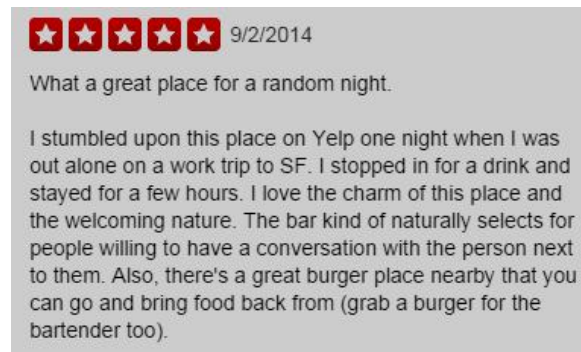 9/2/2014
What a great place for a random night.
I stumbled upon this place on Yelp one night when I was
out alone on a work trip to SF. I stopped in for a drink and
stayed for a few hours. I love the charm of this place and
the welcoming nature. The bar kind of naturally selects for
people willing to have a conversation with the person next
to them. Also, there's a great burger place nearby that you
can go and bring food back from (grab a burger for the
bartender too).